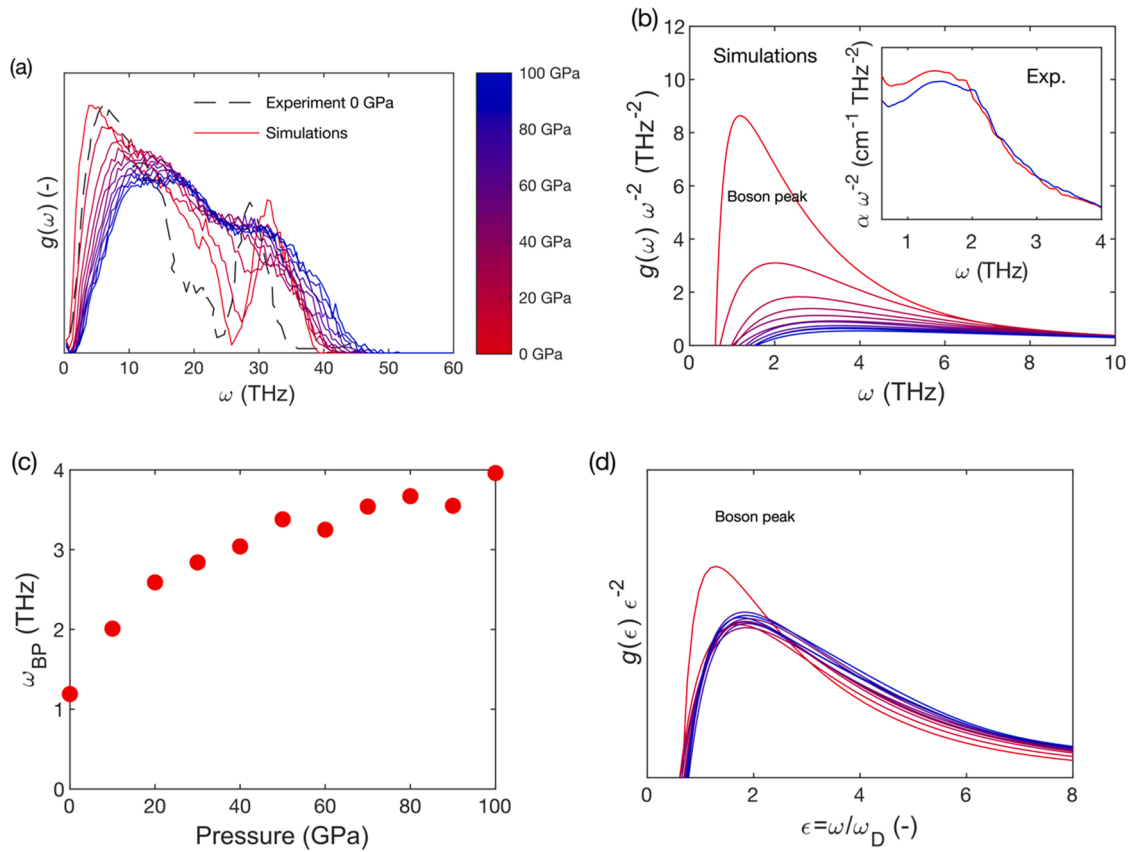 (a)
g(ω) (-)
Experiment 0 GPa
Simulations
0 10 20 30 40 50 60
ω (THz)
100 GPa
80 GPa
60 GPa
40 GPa
20 GPa
0 GPa
(b)
g(ω) ω⁻² (THz⁻²)
12
10
8
6
4
2
0
Simulations
Boson peak
2 4 6 8 10
ω (THz)
α ω⁻² (cm⁻¹ THz⁻²)
Exp.
1 2 3 4
ω (THz)
(c)
ω_BP (THz)
4
3
2
1
0
0 20 40 60 80 100
Pressure (GPa)
(d)
g(ϵ) ϵ⁻²
Boson peak
0 2 4 6 8
ϵ=ω/ω_D (-)